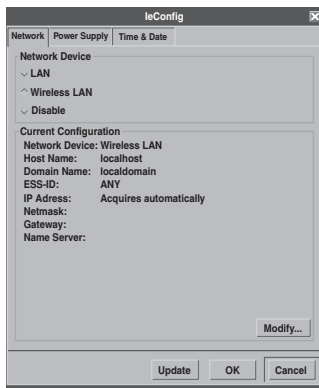 IeConfig
Network Power Supply Time & Date
Network Device
LAN
Wireless LAN
Disable
Current Configuration
Network Device: Wireless LAN
Host Name: localhost
Domain Name: localdomain
ESS-ID: ANY
IP Adress: Acquires automatically
Netmask:
Gateway:
Name Server:
Modify...
Update OK Cancel